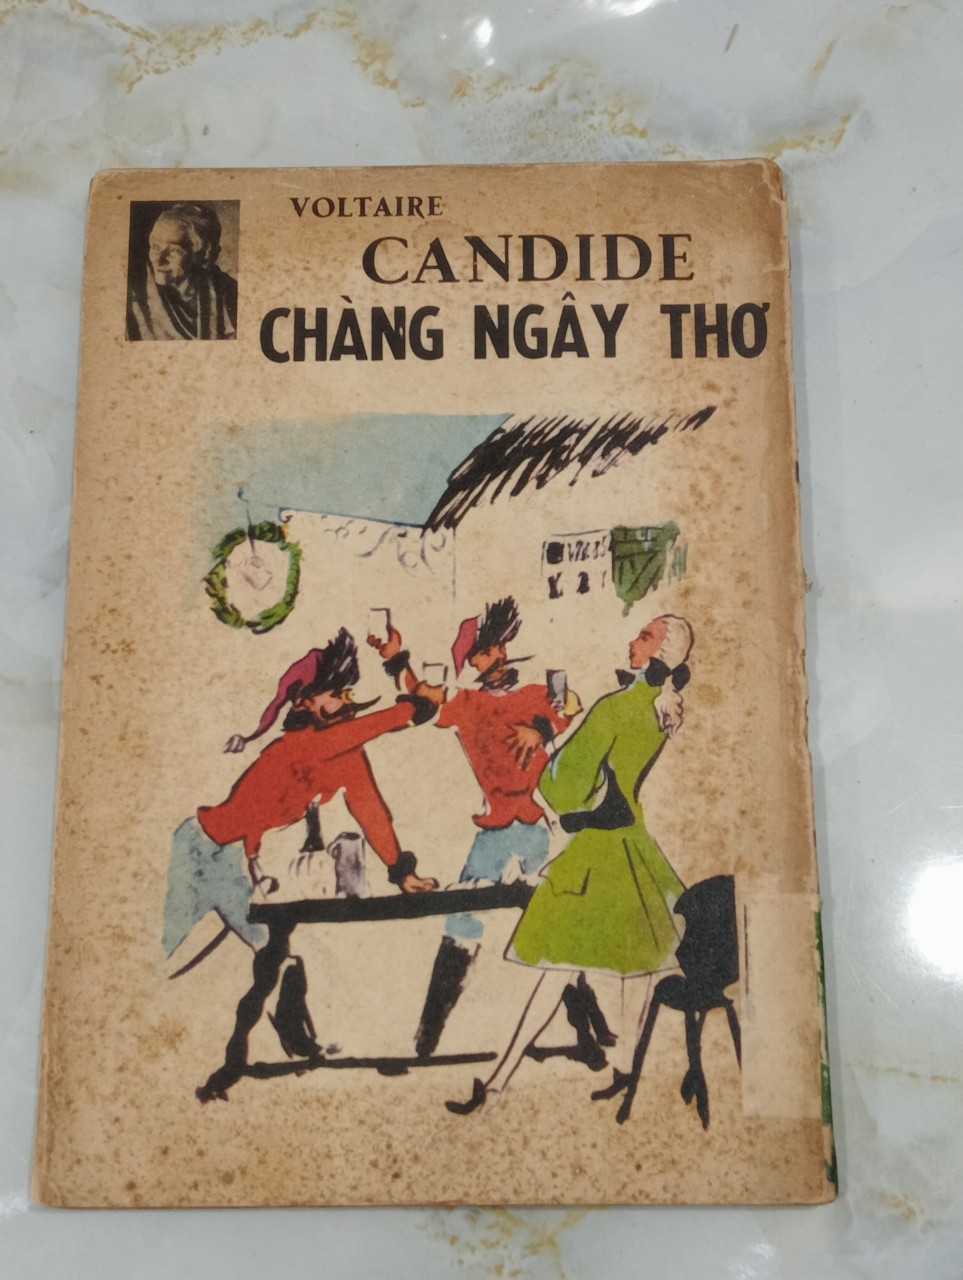 VOLTAIRE
CANDIDE
CHÀNG NGÂY THƠ